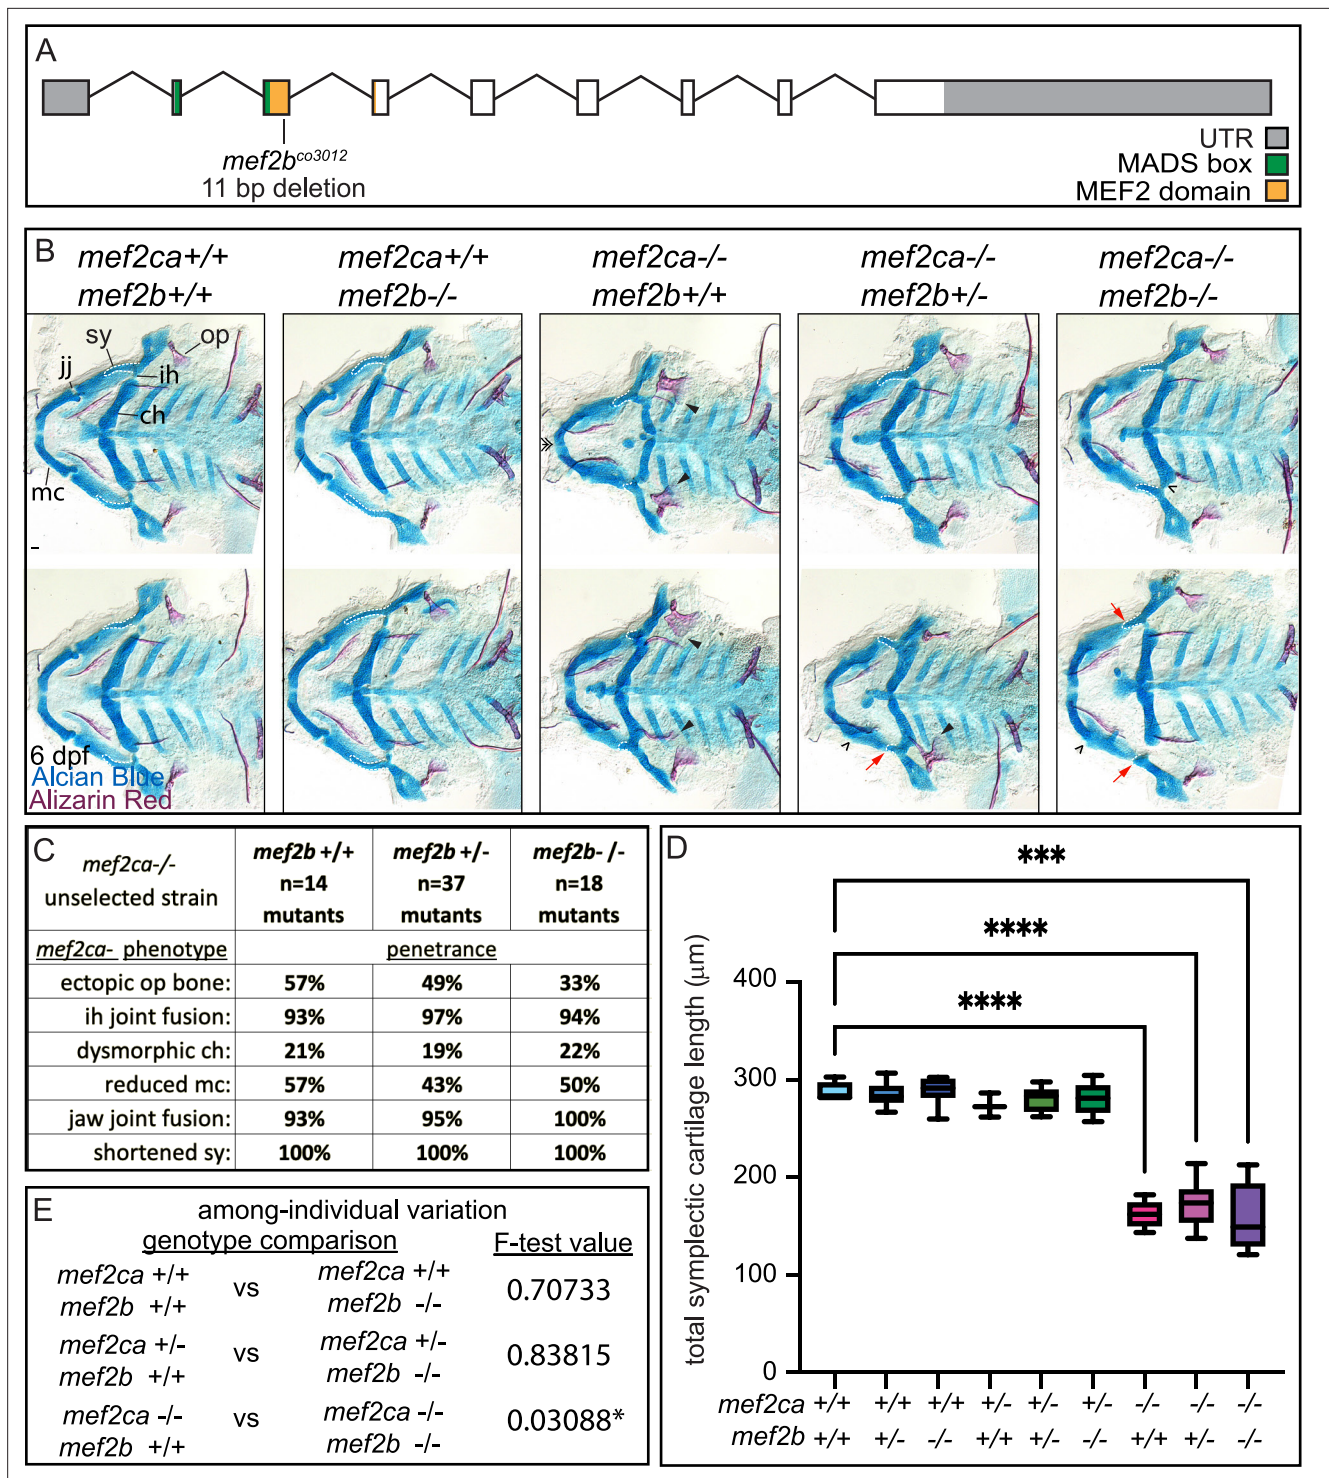 A
mef2b^co3012
11 bp deletion
UTR
MADS box
MEF2 domain
B
mef2ca+/+
mef2b+/+
mef2ca+/+
mef2b-/-
mef2ca-/-
mef2b+/+
mef2ca-/-
mef2b+/-
mef2ca-/-
mef2b-/-
sy
op
jj
ih
ch
mc
6 dpf
Alcian Blue
Alizarin Red
C
mef2ca-/- unselected strain | mef2b +/+ n=14 mutants | mef2b +/- n=37 mutants | mef2b- /- n=18 mutants
mef2ca- phenotype | penetrance
ectopic op bone: | 57% | 49% | 33%
ih joint fusion: | 93% | 97% | 94%
dysmorphic ch: | 21% | 19% | 22%
reduced mc: | 57% | 43% | 50%
jaw joint fusion: | 93% | 95% | 100%
shortened sy: | 100% | 100% | 100%
D
***
****
****
total symplectic cartilage length (μm)
400
300
200
100
0
mef2ca +/+ +/+ +/+ +/- +/- +/- -/- -/- -/-
mef2b +/+ +/- -/- +/+ +/- -/- +/+ +/- -/-
E
among-individual variation
genotype comparison F-test value
mef2ca +/+ mef2b +/+ vs mef2ca +/+ mef2b -/- 0.70733
mef2ca +/- mef2b +/+ vs mef2ca +/- mef2b -/- 0.83815
mef2ca -/- mef2b +/+ vs mef2ca -/- mef2b -/- 0.03088*